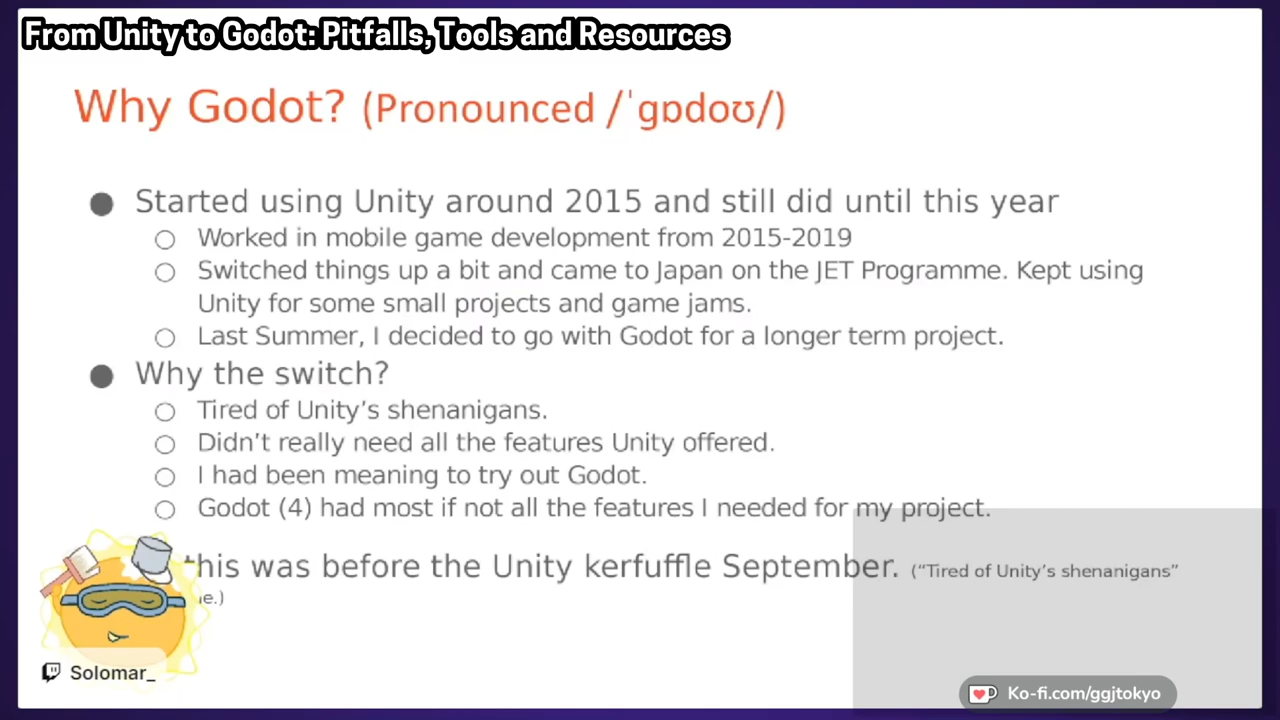 From Unity to Godot: Pitfalls, Tools and Resources
Why Godot? (Pronounced /ˈɡɒdoʊ/)
● Started using Unity around 2015 and still did until this year
○ Worked in mobile game development from 2015-2019
○ Switched things up a bit and came to Japan on the JET Programme. Kept using
Unity for some small projects and game jams.
○ Last Summer, I decided to go with Godot for a longer term project.
● Why the switch?
○ Tired of Unity’s shenanigans.
○ Didn’t really need all the features Unity offered.
○ I had been meaning to try out Godot.
○ Godot (4) had most if not all the features I needed for my project.
this was before the Unity kerfuffle September. (“Tired of Unity’s shenanigans”
Solomar_
Ko-fi.com/ggjtokyo